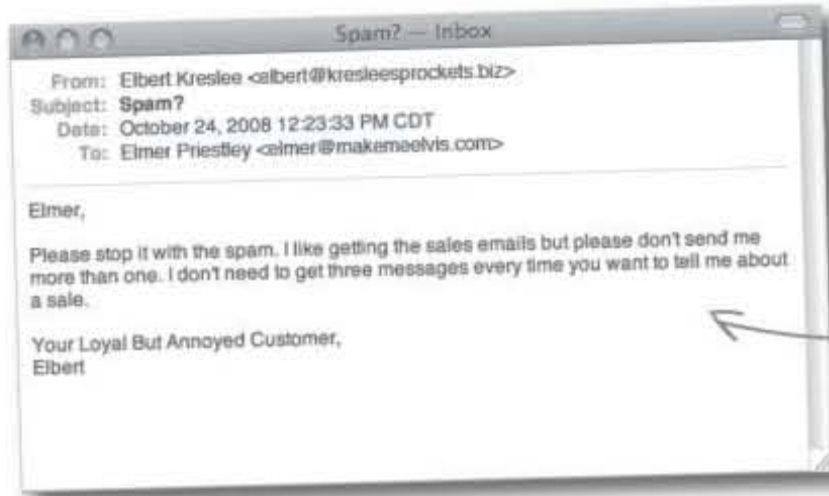 Spam? — Inbox
From: Elbert Kreslee <elbert@kresleesprockets.biz>
Subject: Spam?
Date: October 24, 2008 12:23:33 PM CDT
To: Elmer Priestley <elmer@makemeelvis.com>
Elmer,
Please stop it with the spam. I like getting the sales emails but please don't send me
more than one. I don't need to get three messages every time you want to tell me about
a sale.
Your Loyal But Annoyed Customer,
Elbert